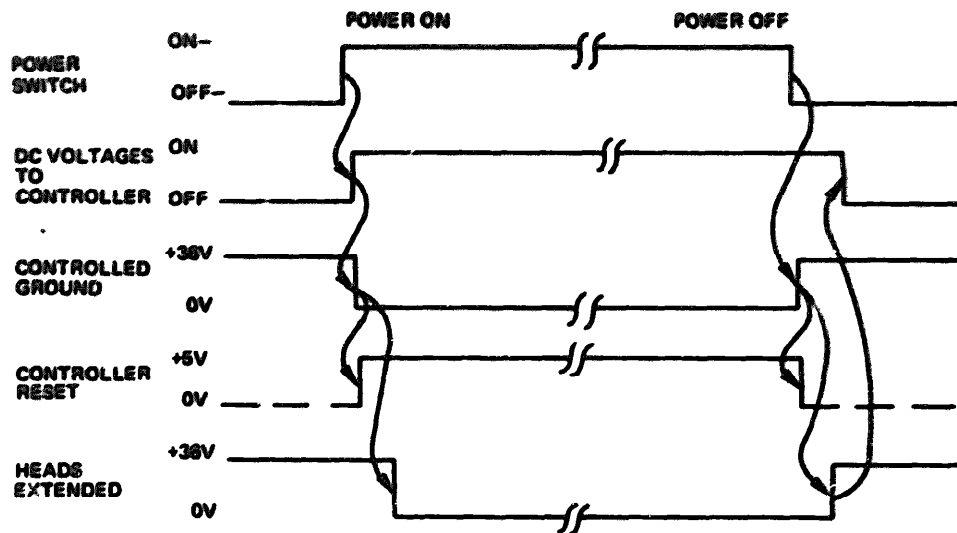 POWER ON
POWER OFF
POWER
SWITCH
ON–
OFF–
DC VOLTAGES
TO
CONTROLLER
ON
OFF
CONTROLLED
GROUND
+36V
0V
CONTROLLER
RESET
+5V
0V
HEADS
EXTENDED
+36V
0V